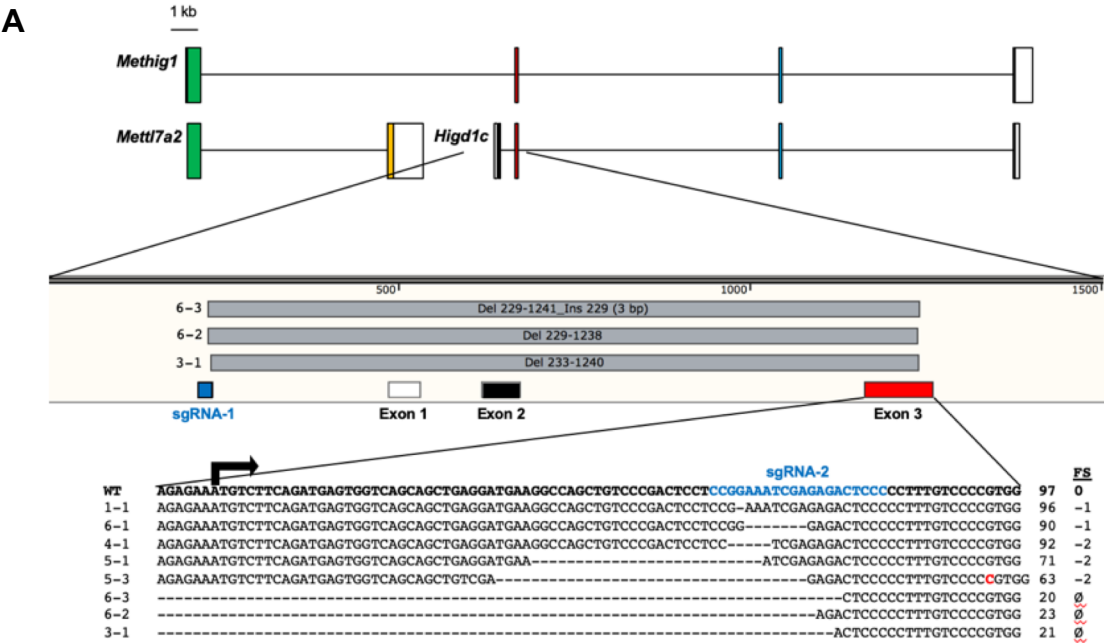 A
1 kb
Methig1
Mettl7a2 Higd1c
500 1000 1500
6-3 Del 229-1241_Ins 229 (3 bp)
6-2 Del 229-1238
3-1 Del 233-1240
sgRNA-1 Exon 1 Exon 2 Exon 3
sgRNA-2 FS
WT AGAGAAATGTCTTCAGATGAGTGGTCAGCAGCTGAGGATGAAGGCCAGCTGTCCCGACTCCTCCGGAAATCGAGAGACTCCCCCTTTGTCCCCGTGG 97 0
1-1 AGAGAAATGTCTTCAGATGAGTGGTCAGCAGCTGAGGATGAAGGCCAGCTGTCCCGACTCCTCCG-AAATCGAGAGACTCCCCCTTTGTCCCCGTGG 96 -1
6-1 AGAGAAATGTCTTCAGATGAGTGGTCAGCAGCTGAGGATGAAGGCCAGCTGTCCCGACTCCTCCGG-------GAGACTCCCCCTTTGTCCCCGTGG 90 -1
4-1 AGAGAAATGTCTTCAGATGAGTGGTCAGCAGCTGAGGATGAAGGCCAGCTGTCCCGACTCCTCC-----TCGAGAGACTCCCCCTTTGTCCCCGTGG 92 -2
5-1 AGAGAAATGTCTTCAGATGAGTGGTCAGCAGCTGAGGATGAA--------------------------ATCGAGAGACTCCCCCTTTGTCCCCGTGG 71 -2
5-3 AGAGAAATGTCTTCAGATGAGTGGTCAGCAGCTGTCGA-----------------------------------GAGACTCCCCCTTTGTCCCCCGTGG 63 -2
6-3 -----------------------------------------------------------------------------CTCCCCCTTTGTCCCCGTGG 20 Ø
6-2 --------------------------------------------------------------------------AGACTCCCCCTTTGTCCCCGTGG 23 Ø
3-1 ----------------------------------------------------------------------------ACTCCCCCTTTGTCCCCGTGG 21 Ø